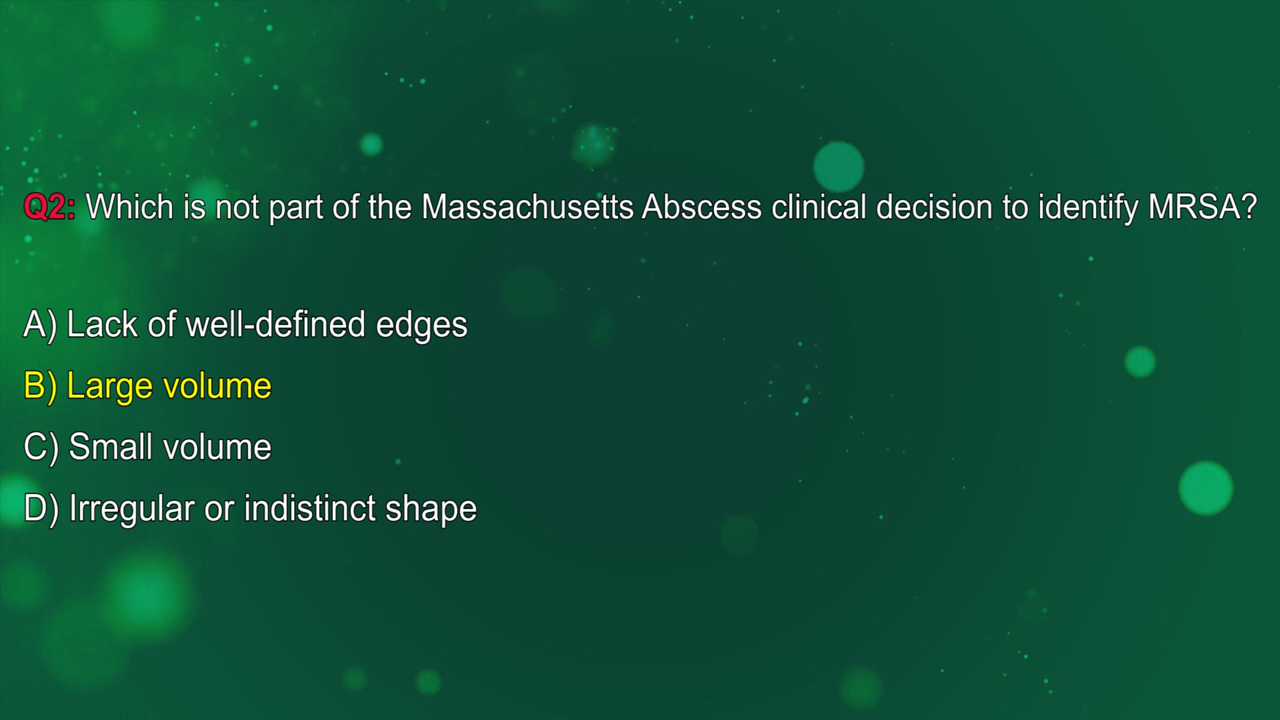 Q2: Which is not part of the Massachusetts Abscess clinical decision to identify MRSA?
A) Lack of well-defined edges
B) Large volume
C) Small volume
D) Irregular or indistinct shape